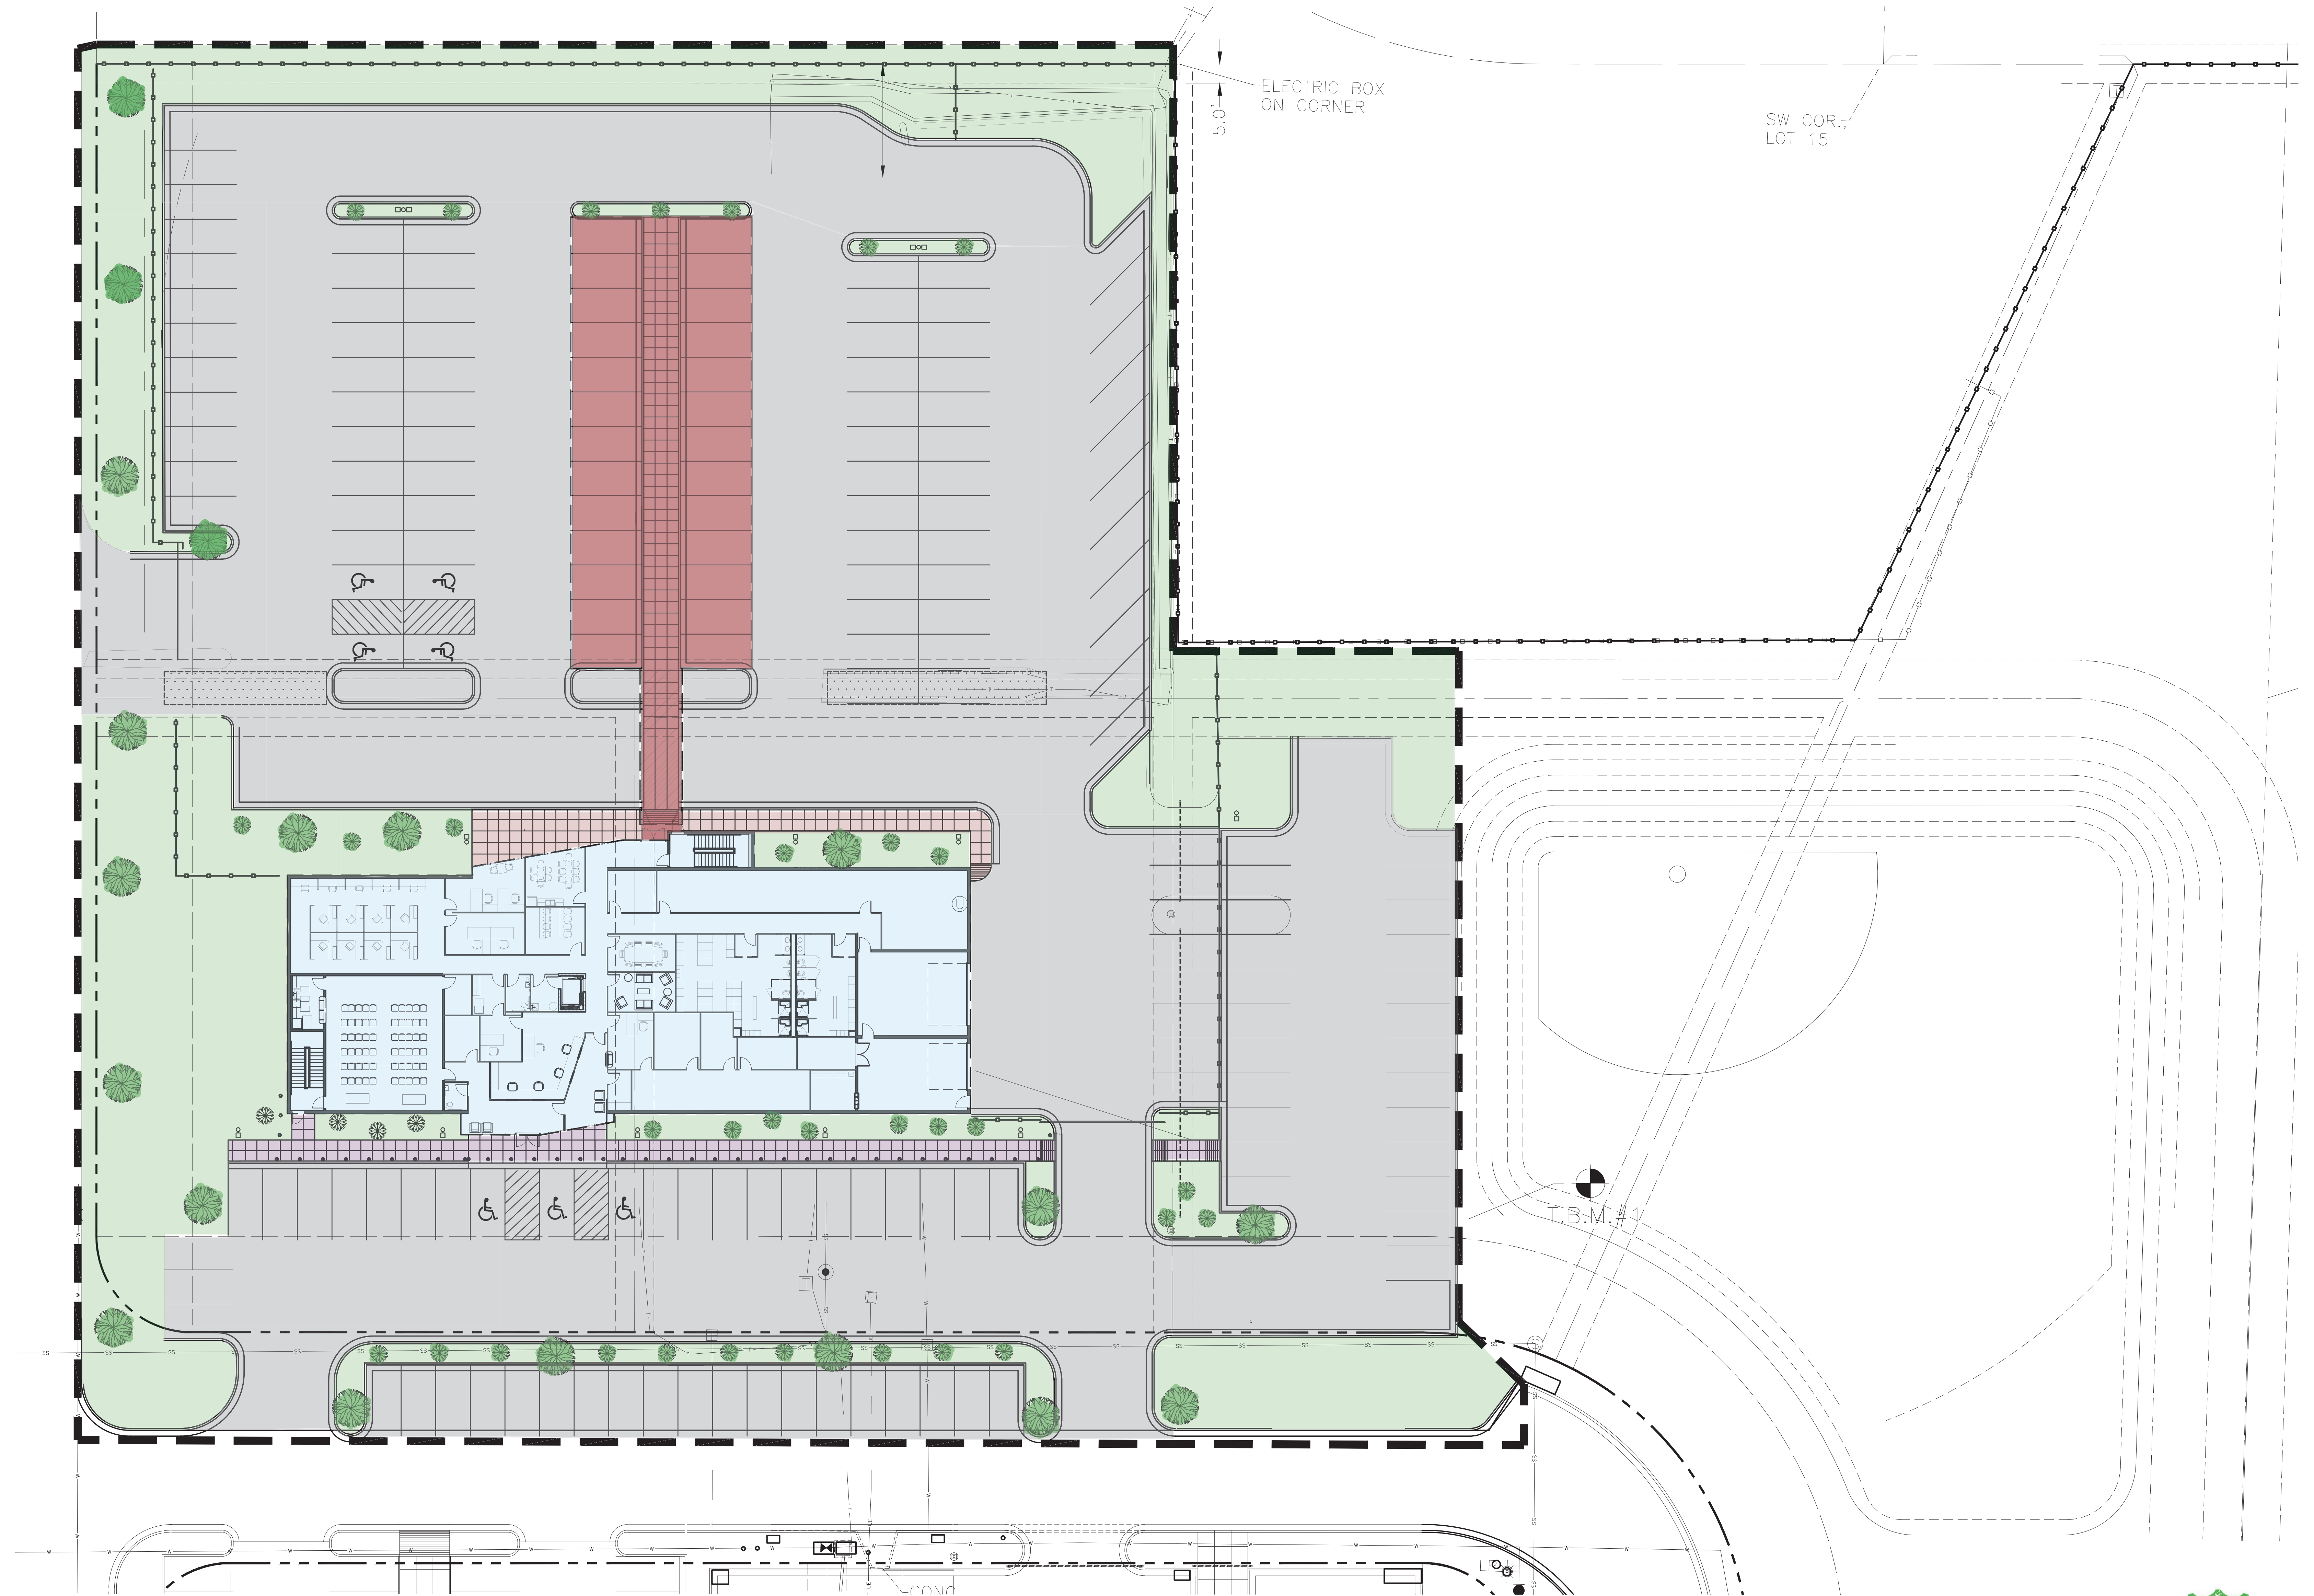 ELECTRIC BOX
ON CORNER
5.0'
SW COR.,
LOT 15
T.B.M.#1
CONC